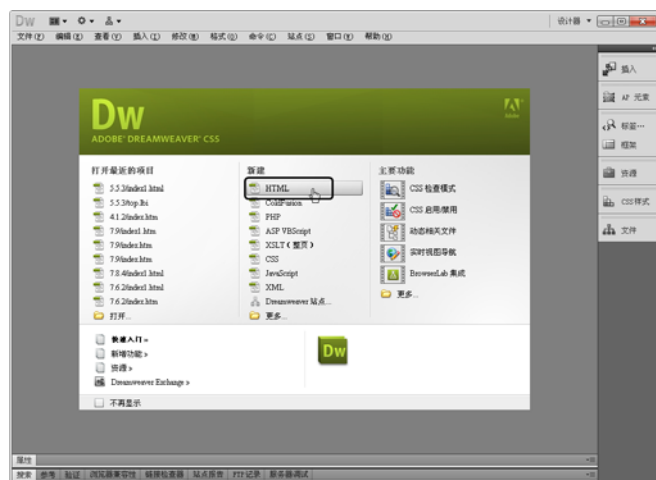 Dw
设计器
文件(F) 编辑(E) 查看(V) 插入(I) 修改(M) 格式(O) 命令(C) 站点(S) 窗口(W) 帮助(H)
Dw
ADOBE® DREAMWEAVER® CS5
Adobe
打开最近的项目
5.5.3/index1.html
5.5.3/top.lbi
4.1.2/index.htm
7.9/index1.htm
7.9/index.htm
7.9/index.htm
7.8.4/index1.html
7.6.2/index1.html
7.6.2/index.htm
打开...
新建
HTML
ColdFusion
PHP
ASP VBScript
XSLT（整页）
CSS
JavaScript
XML
Dreamweaver 站点...
更多...
主要功能
CSS 检查模式
CSS 启用/禁用
动态相关文件
实时视图导航
BrowserLab 集成
更多...
快速入门 »
新增功能 »
资源 »
Dreamweaver Exchange »
Dw
不再显示
插入
AP 元素
标签...
框架
资源
CSS样式
文件
属性
搜索 参考 验证 浏览器兼容性 链接检查器 站点报告 FTP记录 服务器调试